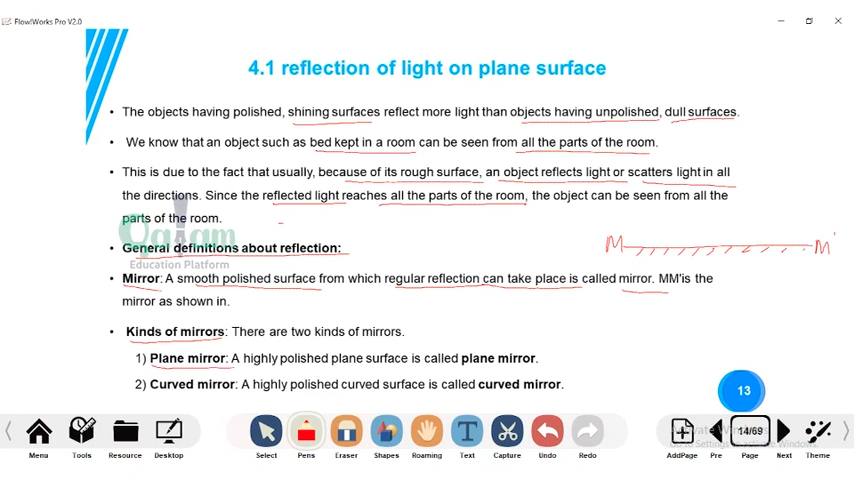 FlowWorks Pro V2.0
4.1 reflection of light on plane surface
• The objects having polished, shining surfaces reflect more light than objects having unpolished, dull surfaces.
• We know that an object such as bed kept in a room can be seen from all the parts of the room.
• This is due to the fact that usually, because of its rough surface, an object reflects light or scatters light in all
the directions. Since the reflected light reaches all the parts of the room, the object can be seen from all the
parts of the room.
Qalam
Education Platform
• General definitions about reflection:
M M'
• Mirror: A smooth polished surface from which regular reflection can take place is called mirror. MM'is the
mirror as shown in.
• Kinds of mirrors: There are two kinds of mirrors.
1) Plane mirror: A highly polished plane surface is called plane mirror.
2) Curved mirror: A highly polished curved surface is called curved mirror.
13
Activate Windows
Go to Settings to activate Windows.
14/69
Menu Tools Resource Desktop Select Pens Eraser Shapes Roaming Text Capture Undo Redo AddPage Pre Page Next Theme